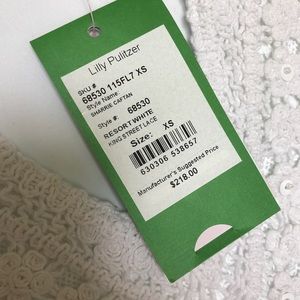 Lilly Pulitzer
SKU #
68530 115FL7 XS
Style Name
SHARRIE CAFTAN
Style #: 68530
RESORT WHITE
KING STREET LACE
Size: XS
630306 538657
Manufacturer's Suggested Price
$218.00